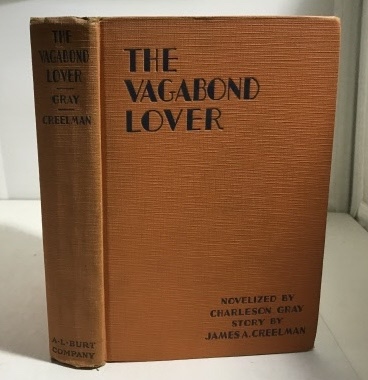 THE
VAGABOND
LOVER
GRAY
CREELMAN
A·L·BURT
COMPANY
THE
VAGABOND
LOVER
NOVELIZED BY
CHARLESON GRAY
STORY BY
JAMES A. CREELMAN